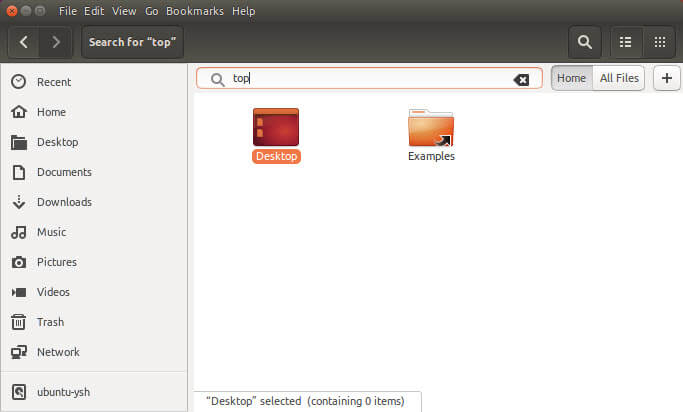 File Edit View Go Bookmarks Help
Search for “top”
top
Home All Files
Recent
Home
Desktop
Documents
Downloads
Music
Pictures
Videos
Trash
Network
ubuntu-ysh
Desktop
Examples
“Desktop” selected (containing 0 items)